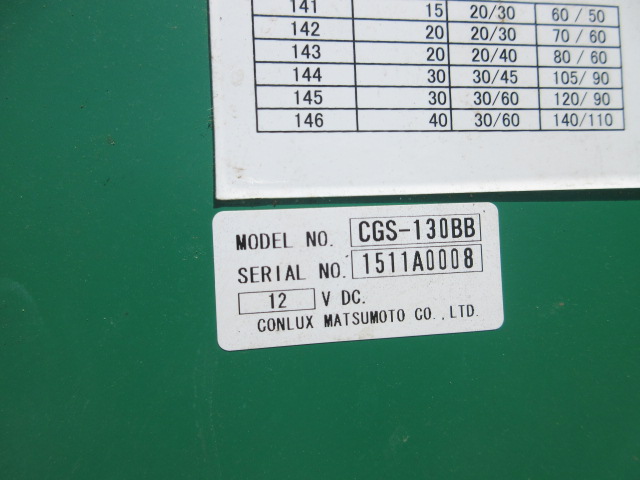 141 15 20/30 60 / 50
142 20 20/30 70 / 60
143 20 20/40 80 / 60
144 30 30/45 105/ 90
145 30 30/60 120/ 90
146 40 30/60 140/110
MODEL NO. CGS-130BB
SERIAL NO. 1511A0008
12 V DC.
CONLUX MATSUMOTO CO.,LTD.